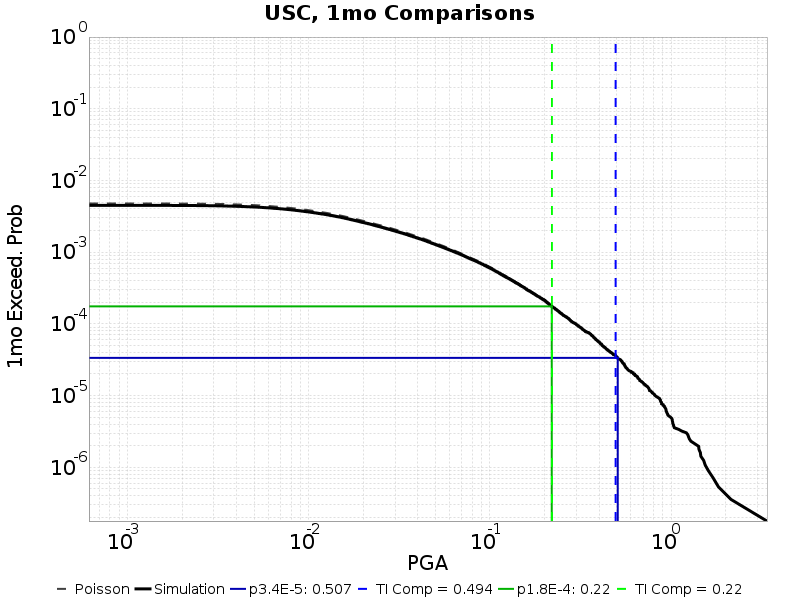 USC, 1mo Comparisons
10^0
10^-1
10^-2
10^-3
10^-4
10^-5
10^-6
1mo Exceed. Prob
10^-3 10^-2 10^-1 10^0
PGA
Poisson Simulation p3.4E-5: 0.507 TI Comp = 0.494 p1.8E-4: 0.22 TI Comp = 0.22